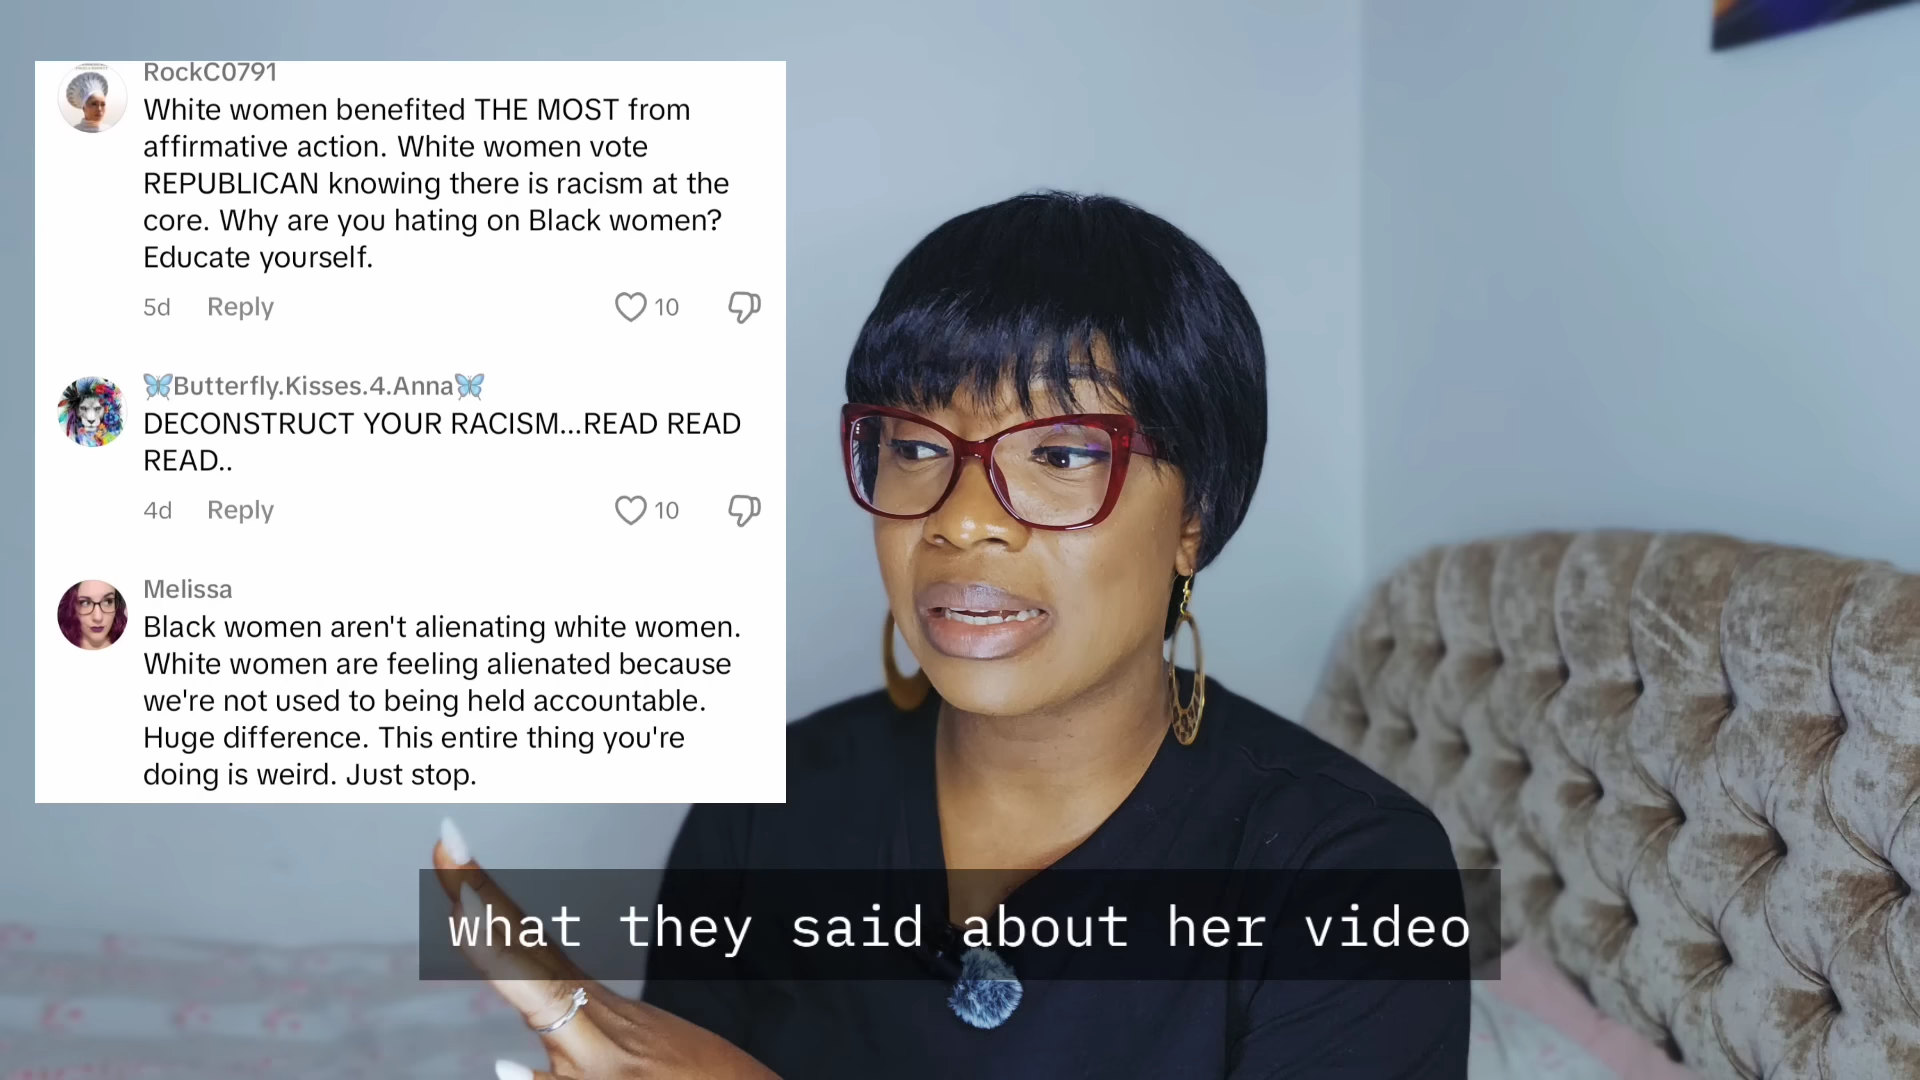 RockC0791
White women benefited THE MOST from
affirmative action. White women vote
REPUBLICAN knowing there is racism at the
core. Why are you hating on Black women?
Educate yourself.
5d Reply 10
🦋Butterfly.Kisses.4.Anna🦋
DECONSTRUCT YOUR RACISM...READ READ
READ..
4d Reply 10
Melissa
Black women aren't alienating white women.
White women are feeling alienated because
we're not used to being held accountable.
Huge difference. This entire thing you're
doing is weird. Just stop.
what they said about her video